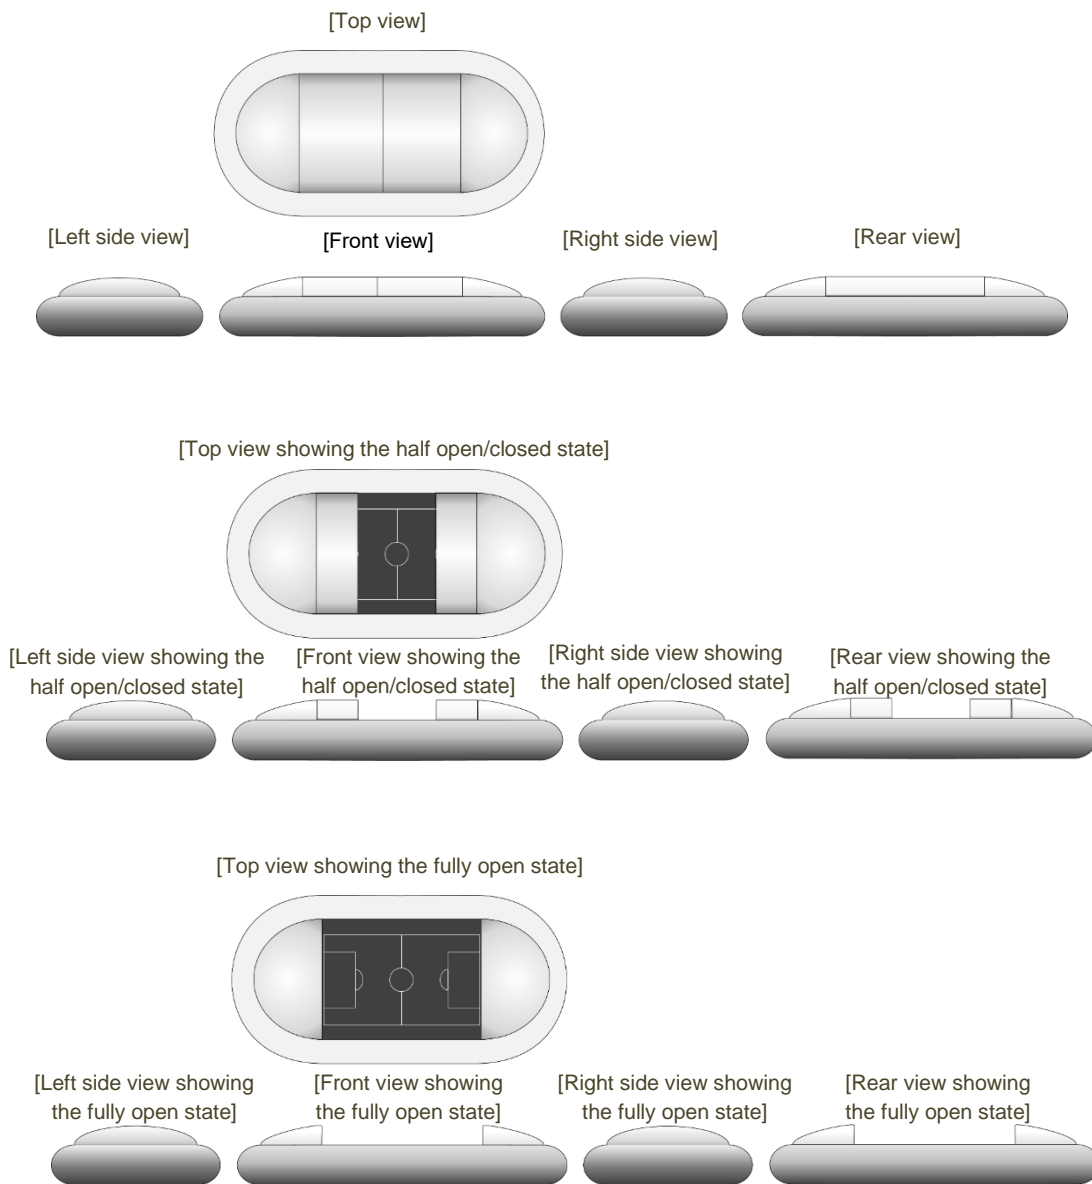 [Top view]
[Left side view]
[Front view]
[Right side view]
[Rear view]
[Top view showing the half open/closed state]
[Left side view showing the
half open/closed state]
[Front view showing the
half open/closed state]
[Right side view showing
the half open/closed state]
[Rear view showing the
half open/closed state]
[Top view showing the fully open state]
[Left side view showing
the fully open state]
[Front view showing
the fully open state]
[Right side view showing
the fully open state]
[Rear view showing
the fully open state]